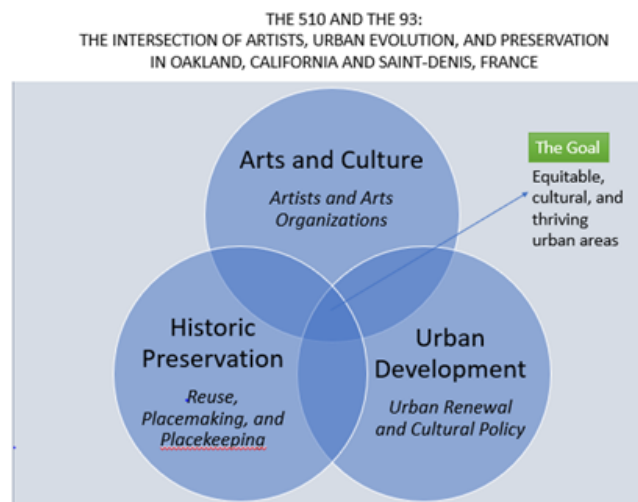 THE 510 AND THE 93:
THE INTERSECTION OF ARTISTS, URBAN EVOLUTION, AND PRESERVATION
IN OAKLAND, CALIFORNIA AND SAINT-DENIS, FRANCE
Arts and Culture
Artists and Arts
Organizations
The Goal
Equitable,
cultural, and
thriving
urban areas
Historic
Preservation
Reuse,
Placemaking, and
Placekeeping
Urban
Development
Urban Renewal
and Cultural Policy